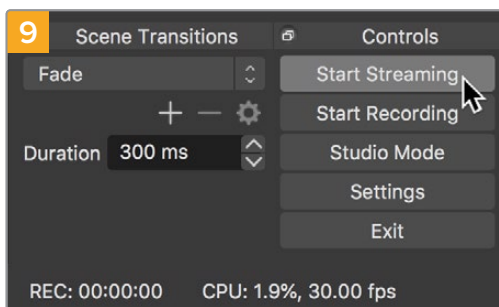 9
Scene Transitions
Controls
Fade
Start Streaming
Start Recording
Duration 300 ms
Studio Mode
Settings
Exit
REC: 00:00:00 CPU: 1.9%, 30.00 fps